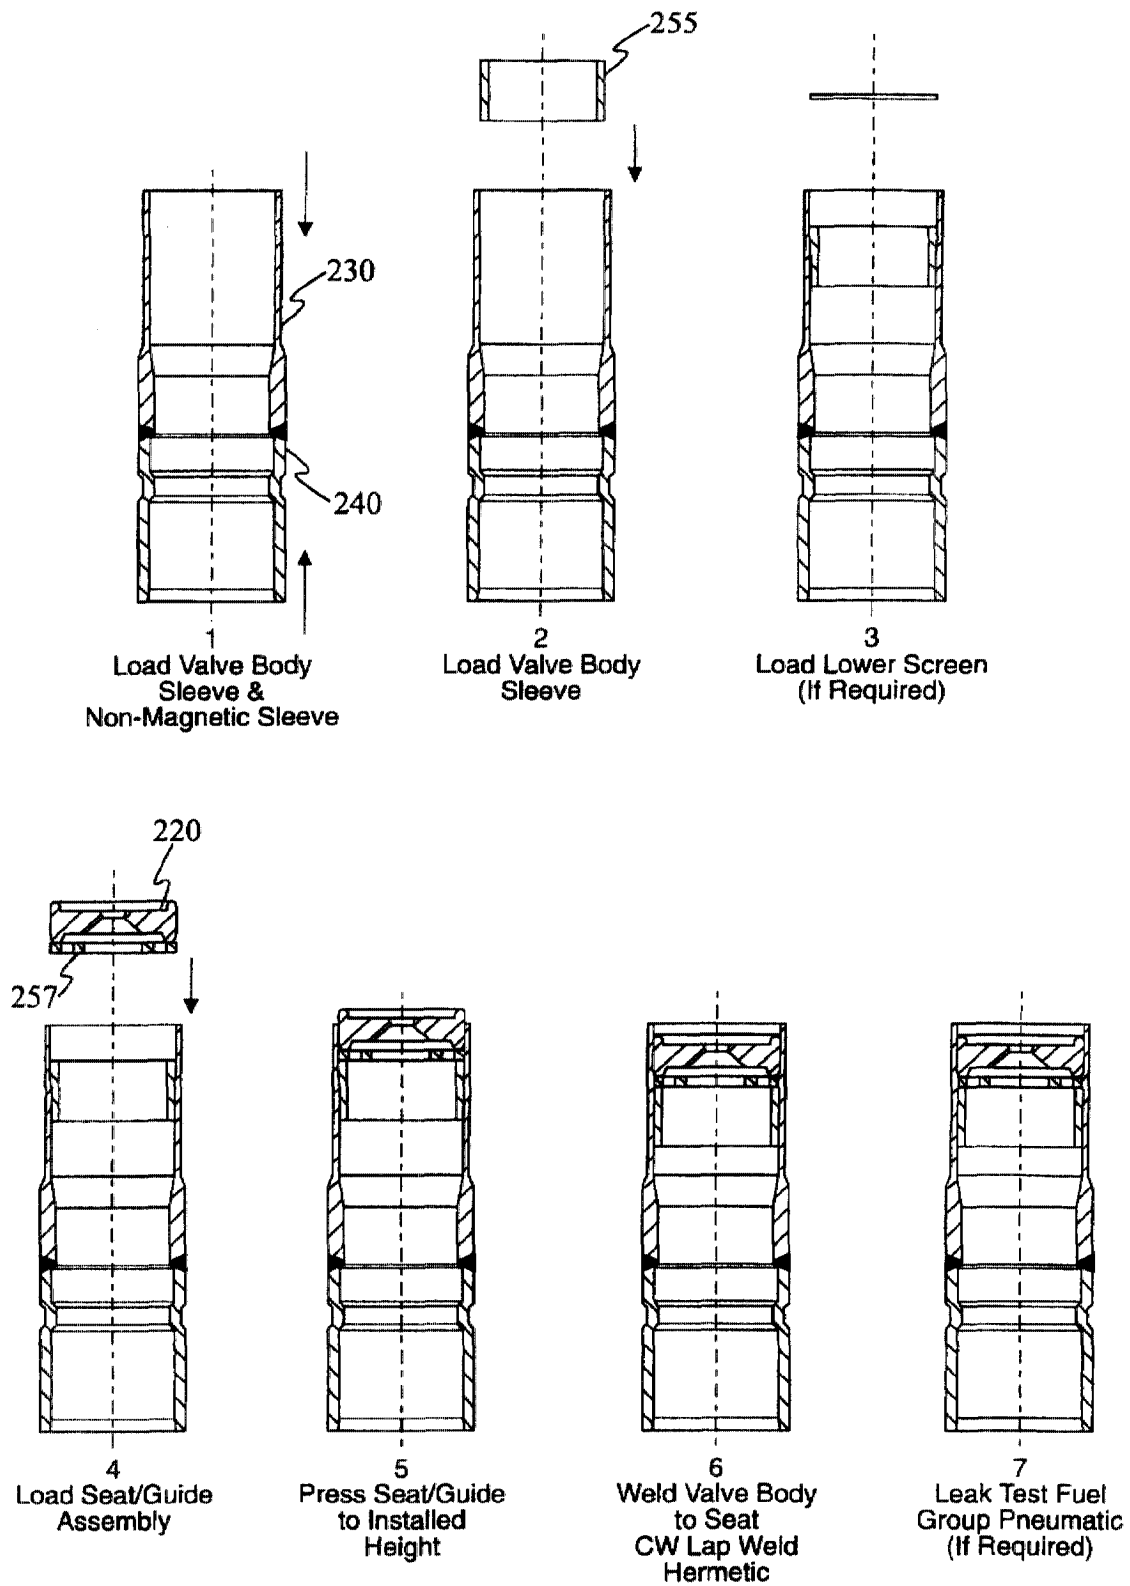 255
230
240
1
Load Valve Body
Sleeve &
Non-Magnetic Sleeve
2
Load Valve Body
Sleeve
3
Load Lower Screen
(If Required)
220
257
4
Load Seat/Guide
Assembly
5
Press Seat/Guide
to Installed
Height
6
Weld Valve Body
to Seat
CW Lap Weld
Hermetic
7
Leak Test Fuel
Group Pneumatic
(If Required)